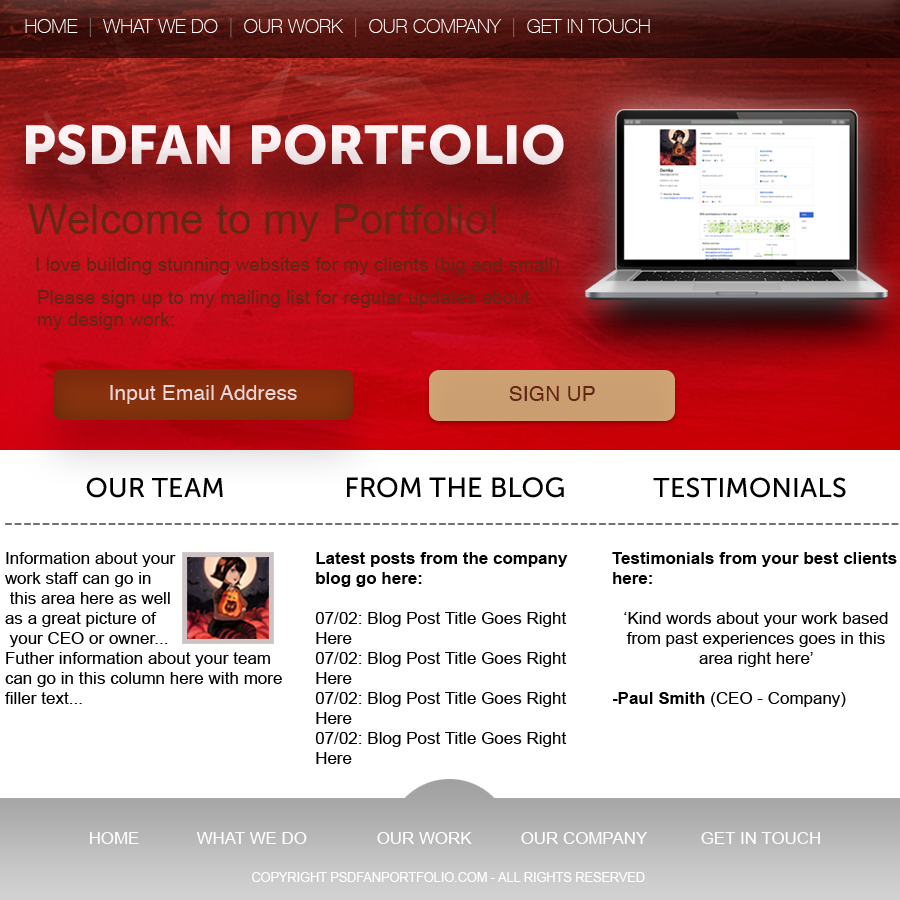 HOME | WHAT WE DO | OUR WORK | OUR COMPANY | GET IN TOUCH
PSDFAN PORTFOLIO
Welcome to my Portfolio!
I love building stunning websites for my clients (big and small)
Please sign up to my mailing list for regular updates about
my design work:
Input Email Address
SIGN UP
OUR TEAM
FROM THE BLOG
TESTIMONIALS
Information about your
work staff can go in
this area here as well
as a great picture of
your CEO or owner...
Futher information about your team
can go in this column here with more
filler text...
Latest posts from the company
blog go here:
07/02: Blog Post Title Goes Right
Here
07/02: Blog Post Title Goes Right
Here
07/02: Blog Post Title Goes Right
Here
07/02: Blog Post Title Goes Right
Here
Testimonials from your best clients
here:
‘Kind words about your work based
from past experiences goes in this
area right here’
-Paul Smith (CEO - Company)
HOME WHAT WE DO OUR WORK OUR COMPANY GET IN TOUCH
COPYRIGHT PSDFANPORTFOLIO.COM - ALL RIGHTS RESERVED